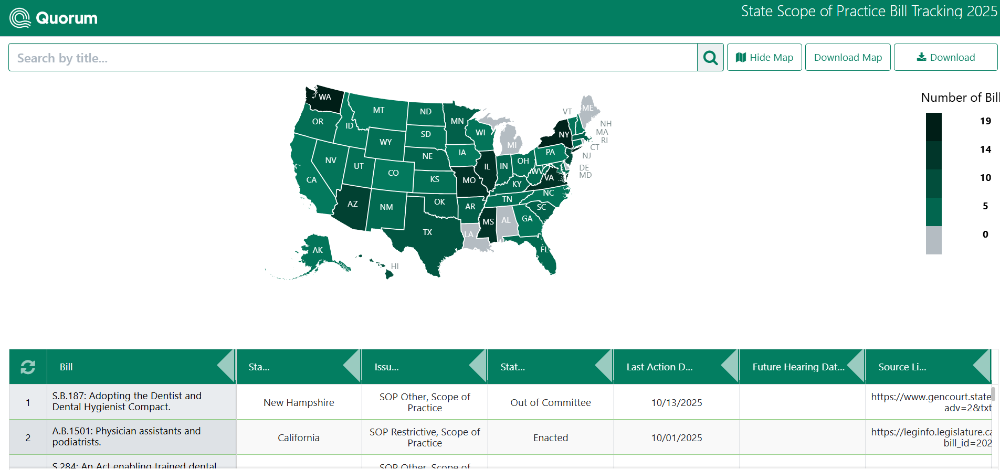 Quorum
State Scope of Practice Bill Tracking 2025
Search by title...
Hide Map
Download Map
Download
WA
MT
ND
MN
OR
ID
WY
SD
WI
MI
NY
VT
ME
NH
MA
RI
CT
NJ
DE
MD
PA
NV
UT
CO
NE
IA
IL
IN
OH
WV
VA
CA
KS
MO
KY
AZ
NM
OK
AR
TN
NC
SC
TX
LA
MS
AL
GA
FL
AK
HI
Number of Bill
19
14
10
5
0
Bill
Sta...
Issu...
Stat...
Last Action D...
Future Hearing Dat...
Source Li...
1
S.B.187: Adopting the Dentist and
Dental Hygienist Compact.
New Hampshire
SOP Other, Scope of
Practice
Out of Committee
10/13/2025
https://www.gencourt.state
adv=2&txt
2
A.B.1501: Physician assistants and
podiatrists.
California
SOP Restrictive, Scope of
Practice
Enacted
10/01/2025
https://leginfo.legislature.ca
bill_id=202
S.284: An Act enabling trained dental
SOP Other, Scope of